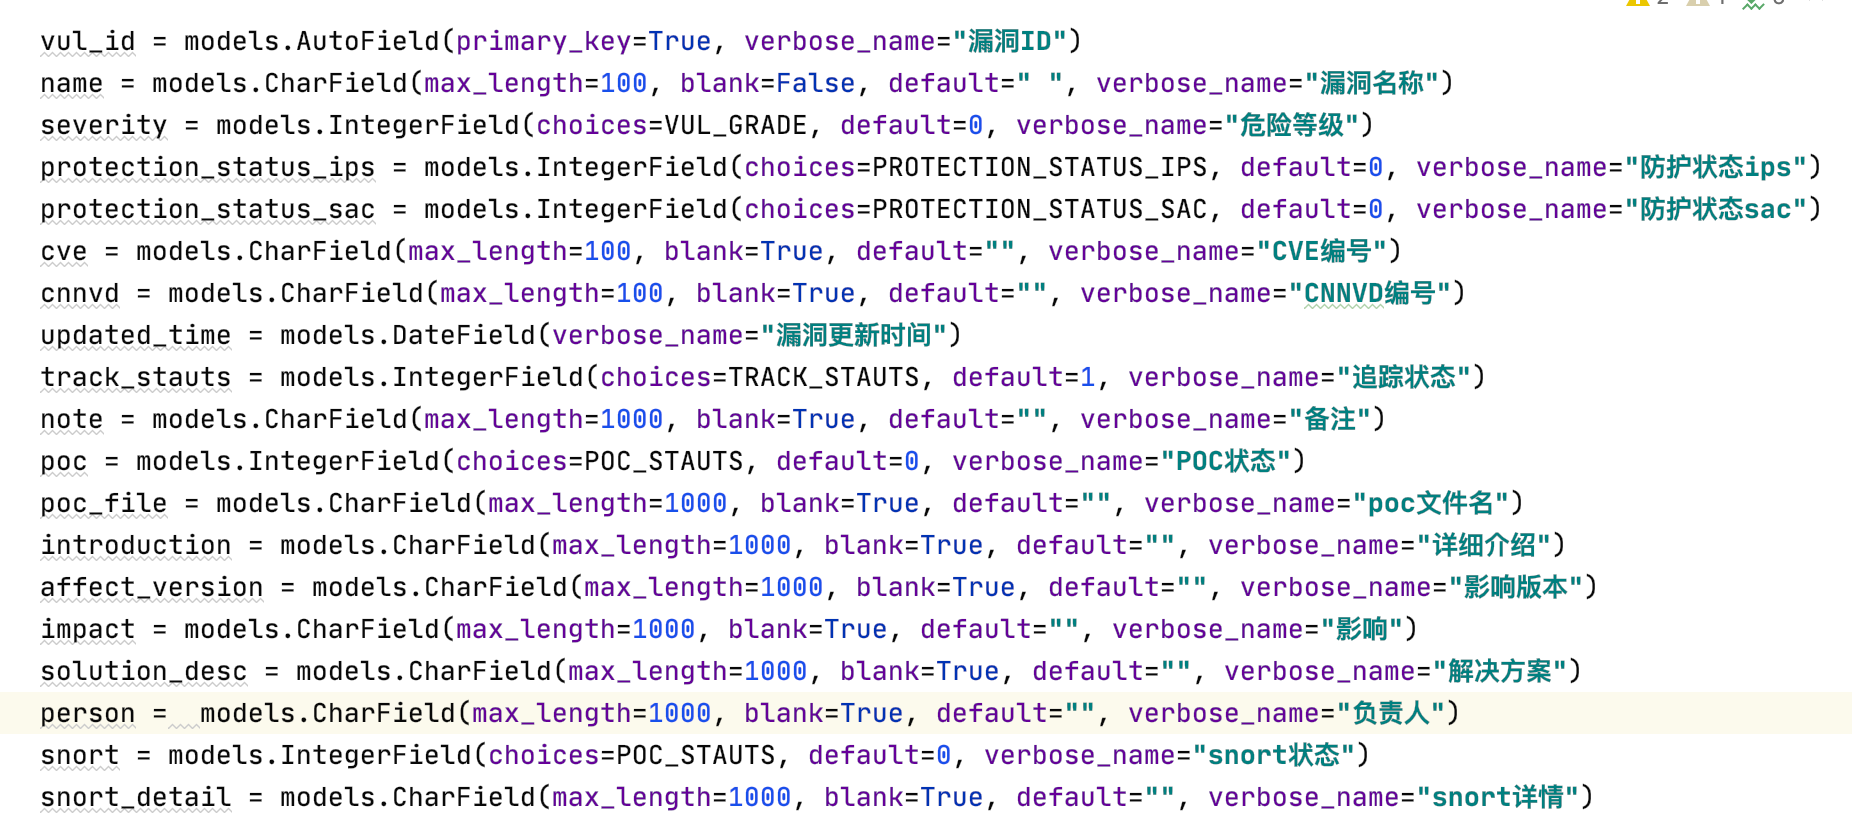 vul_id = models.AutoField(primary_key=True, verbose_name="漏洞ID")
name = models.CharField(max_length=100, blank=False, default=" ", verbose_name="漏洞名称")
severity = models.IntegerField(choices=VUL_GRADE, default=0, verbose_name="危险等级")
protection_status_ips = models.IntegerField(choices=PROTECTION_STATUS_IPS, default=0, verbose_name="防护状态ips")
protection_status_sac = models.IntegerField(choices=PROTECTION_STATUS_SAC, default=0, verbose_name="防护状态sac")
cve = models.CharField(max_length=100, blank=True, default="", verbose_name="CVE编号")
cnnvd = models.CharField(max_length=100, blank=True, default="", verbose_name="CNNVD编号")
updated_time = models.DateField(verbose_name="漏洞更新时间")
track_stauts = models.IntegerField(choices=TRACK_STAUTS, default=1, verbose_name="追踪状态")
note = models.CharField(max_length=1000, blank=True, default="", verbose_name="备注")
poc = models.IntegerField(choices=POC_STAUTS, default=0, verbose_name="POC状态")
poc_file = models.CharField(max_length=1000, blank=True, default="", verbose_name="poc文件名")
introduction = models.CharField(max_length=1000, blank=True, default="", verbose_name="详细介绍")
affect_version = models.CharField(max_length=1000, blank=True, default="", verbose_name="影响版本")
impact = models.CharField(max_length=1000, blank=True, default="", verbose_name="影响")
solution_desc = models.CharField(max_length=1000, blank=True, default="", verbose_name="解决方案")
person =  models.CharField(max_length=1000, blank=True, default="", verbose_name="负责人")
snort = models.IntegerField(choices=POC_STAUTS, default=0, verbose_name="snort状态")
snort_detail = models.CharField(max_length=1000, blank=True, default="", verbose_name="snort详情")